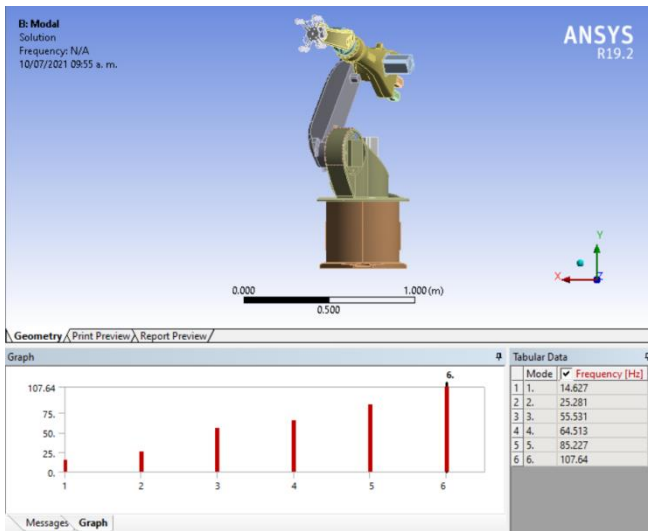 B: Modal
Solution
Frequency: N/A
10/07/2021 09:55 a. m.
ANSYS
R19.2
Y
X
Z
0.000
1.000 (m)
0.500
Geometry Print Preview Report Preview
Graph
6.
107.64
75.
50.
25.
0.
1 2 3 4 5 6
Messages Graph
Tabular Data
Mode Frequency [Hz]
1 1. 14.627
2 2. 25.281
3 3. 55.531
4 4. 64.513
5 5. 85.227
6 6. 107.64